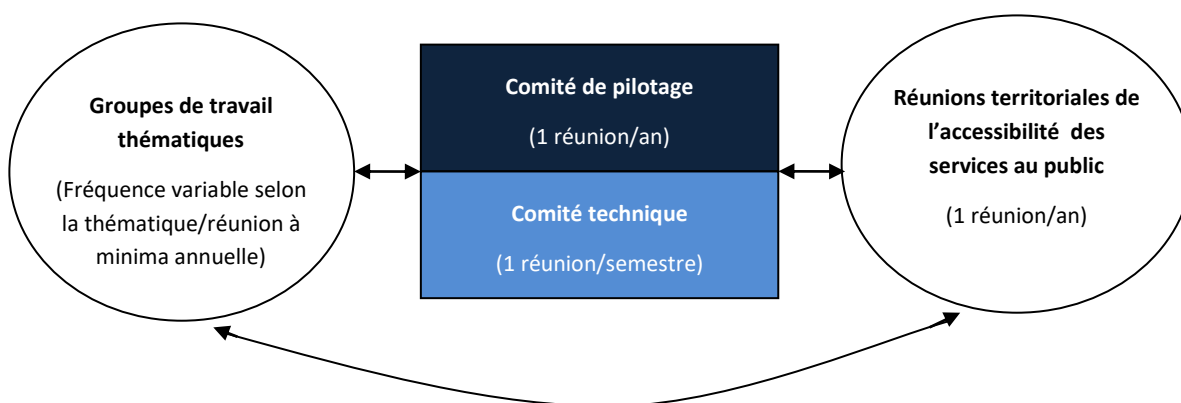 Groupes de travail
thématiques
(Fréquence variable selon
la thématique/réunion à
minima annuelle)
Comité de pilotage
(1 réunion/an)
Comité technique
(1 réunion/semestre)
Réunions territoriales de
l’accessibilité des
services au public
(1 réunion/an)